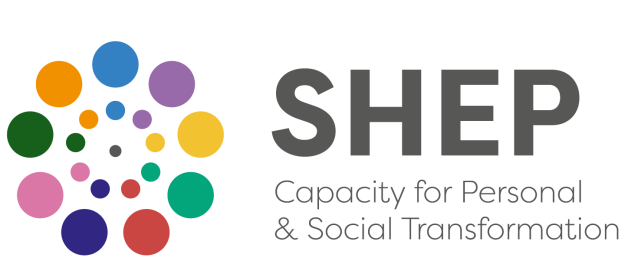 SHEP
Capacity for Personal
& Social Transformation